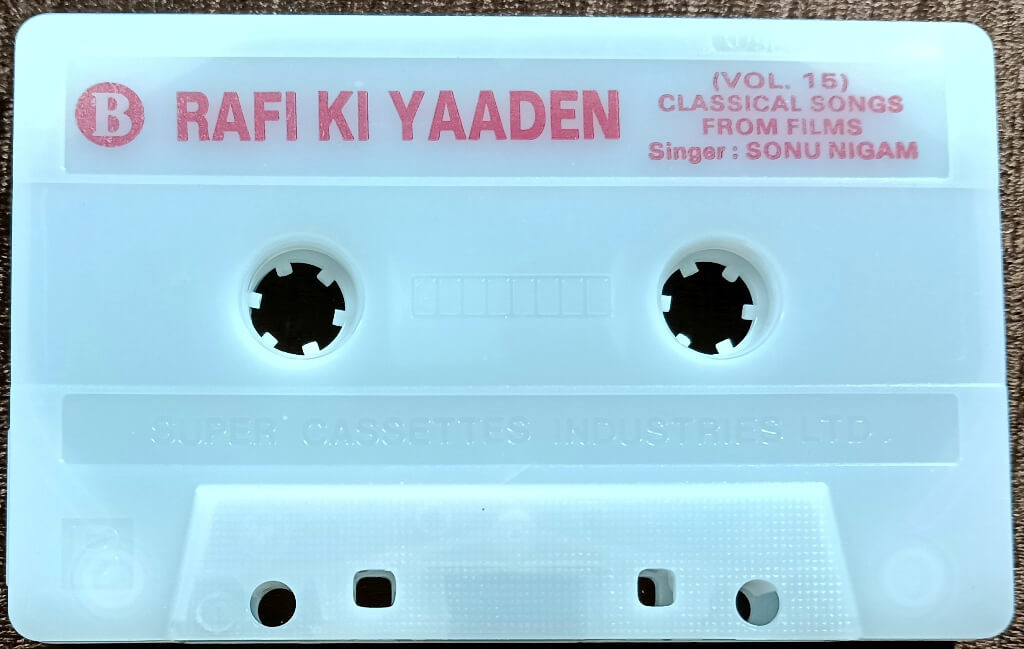 B RAFI KI YAADEN
(VOL. 15)
CLASSICAL SONGS
FROM FILMS
Singer : SONU NIGAM
SUPER CASSETTES INDUSTRIES LTD.